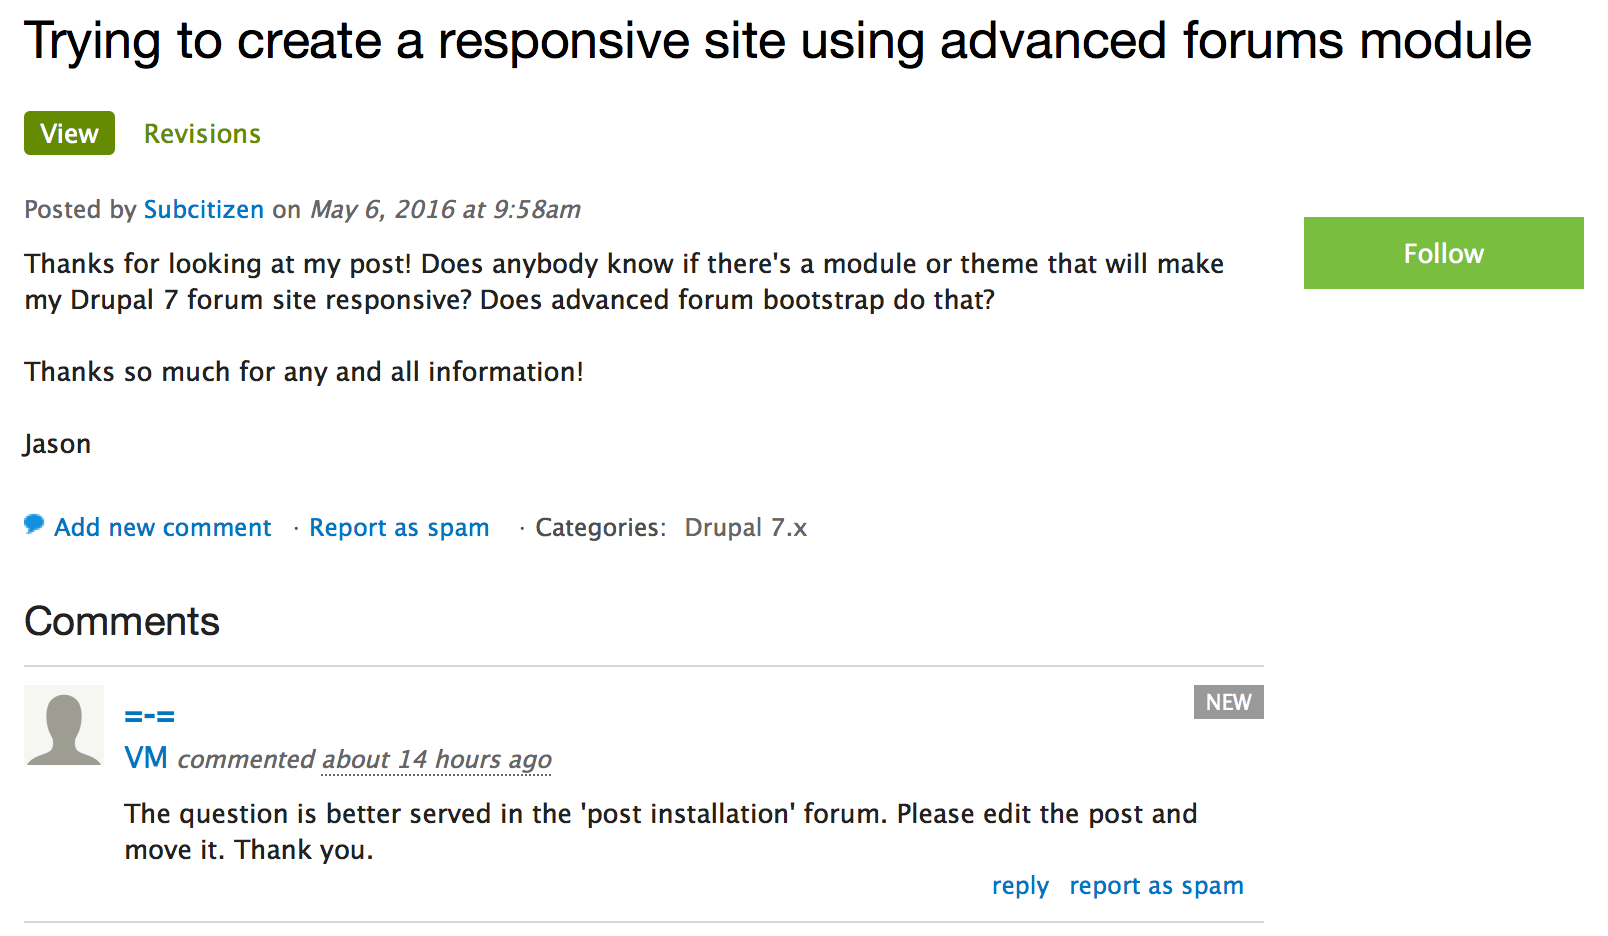 Trying to create a responsive site using advanced forums module
View Revisions
Posted by Subcitizen on May 6, 2016 at 9:58am
Follow
Thanks for looking at my post! Does anybody know if there's a module or theme that will make
my Drupal 7 forum site responsive? Does advanced forum bootstrap do that?
Thanks so much for any and all information!
Jason
Add new comment · Report as spam · Categories: Drupal 7.x
Comments
=-=
NEW
VM commented about 14 hours ago
The question is better served in the 'post installation' forum. Please edit the post and
move it. Thank you.
reply report as spam